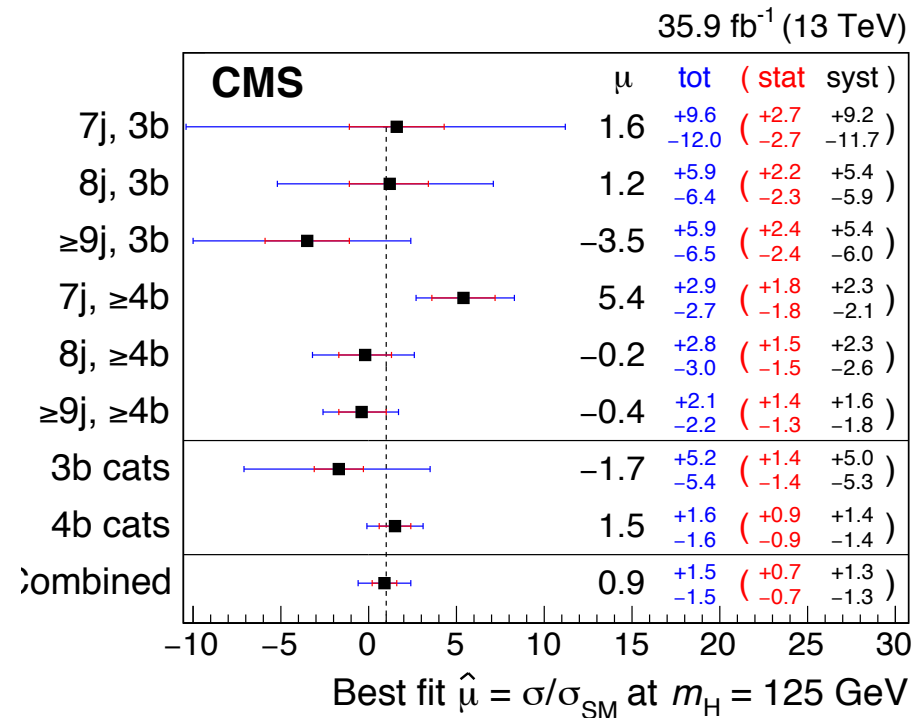 35.9 fb⁻¹ (13 TeV)
CMS μ tot ( stat syst )
7j, 3b 1.6 +9.6 −12.0 ( +2.7 −2.7 +9.2 −11.7 )
8j, 3b 1.2 +5.9 −6.4 ( +2.2 −2.3 +5.4 −5.9 )
≥9j, 3b −3.5 +5.9 −6.5 ( +2.4 −2.4 +5.4 −6.0 )
7j, ≥4b 5.4 +2.9 −2.7 ( +1.8 −1.8 +2.3 −2.1 )
8j, ≥4b −0.2 +2.8 −3.0 ( +1.5 −1.5 +2.3 −2.6 )
≥9j, ≥4b −0.4 +2.1 −2.2 ( +1.4 −1.3 +1.6 −1.8 )
3b cats −1.7 +5.2 −5.4 ( +1.4 −1.4 +5.0 −5.3 )
4b cats 1.5 +1.6 −1.6 ( +0.9 −0.9 +1.4 −1.4 )
Combined 0.9 +1.5 −1.5 ( +0.7 −0.7 +1.3 −1.3 )
−10 −5 0 5 10 15 20 25 30
Best fit μ̂ = σ/σ_SM at m_H = 125 GeV